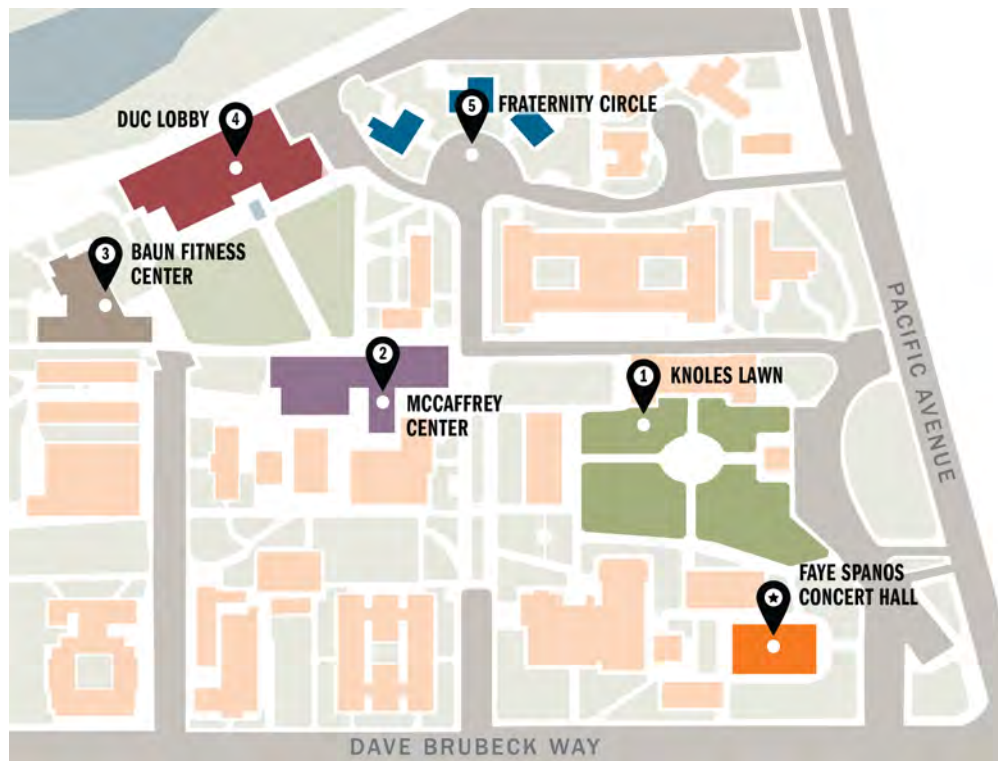 DUC LOBBY
4
5
FRATERNITY CIRCLE
3
BAUN FITNESS
CENTER
2
MCCAFFREY
CENTER
1
KNOLES LAWN
PACIFIC AVENUE
FAYE SPANOS
CONCERT HALL
DAVE BRUBECK WAY